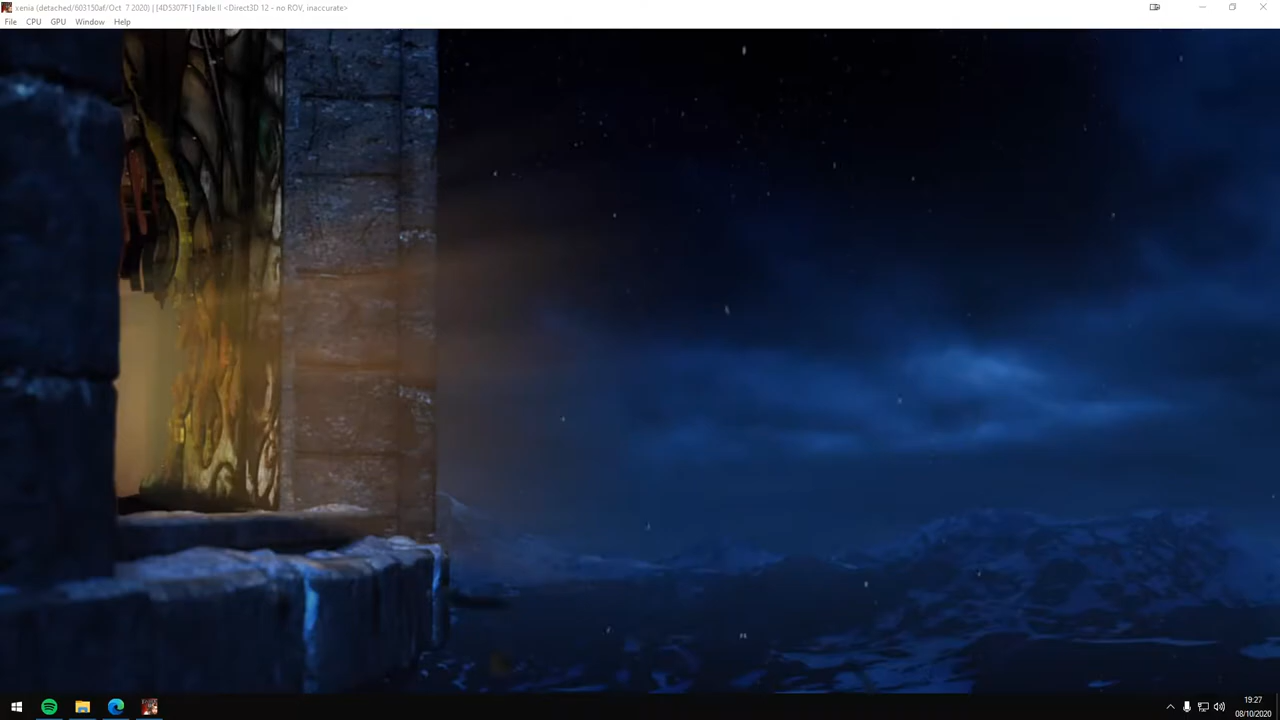 xenia (detached/603150af/Oct  7 2020) | [4D5307F1] Fable II <Direct3D 12 - no ROV, inaccurate>
File CPU GPU Window Help
19:27
08/10/2020